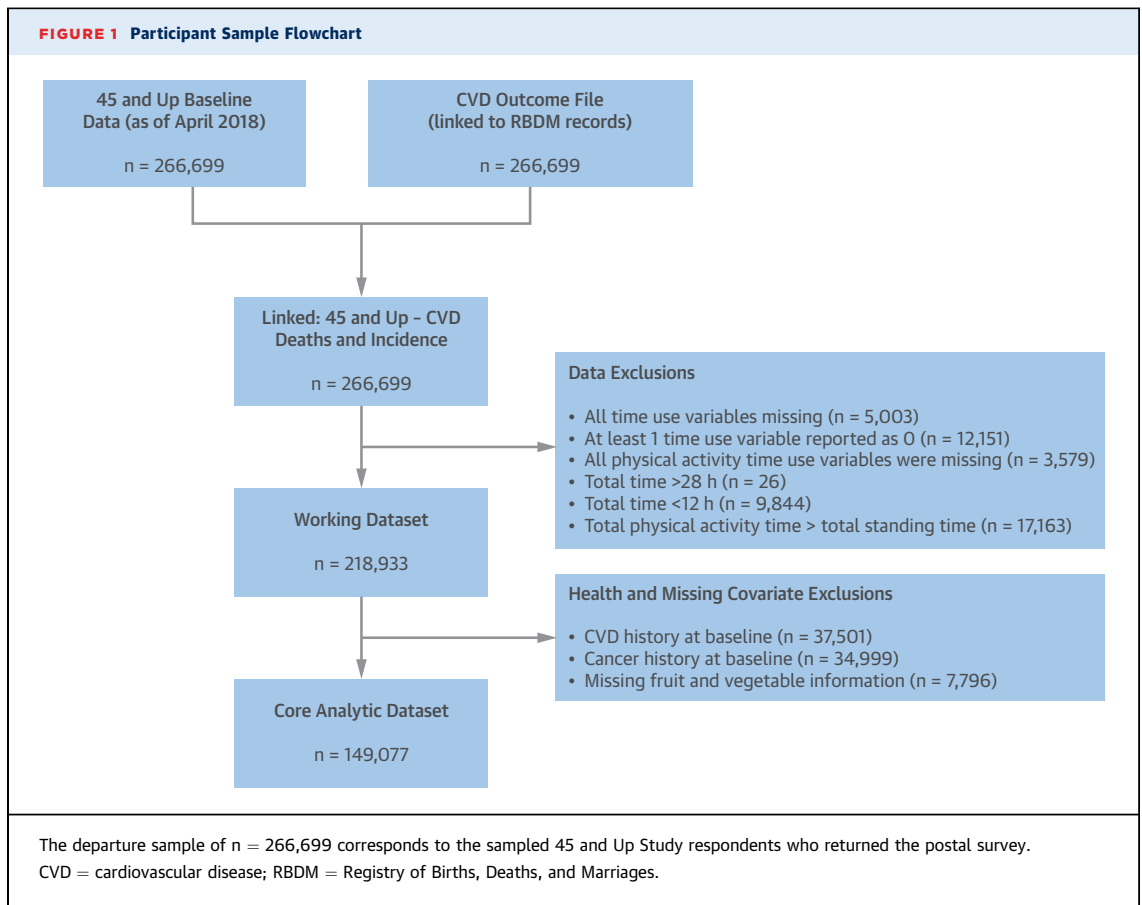 FIGURE 1 Participant Sample Flowchart
45 and Up Baseline
Data (as of April 2018)
n = 266,699
CVD Outcome File
(linked to RBDM records)
n = 266,699
Linked: 45 and Up – CVD
Deaths and Incidence
n = 266,699
Data Exclusions
• All time use variables missing (n = 5,003)
• At least 1 time use variable reported as 0 (n = 12,151)
• All physical activity time use variables were missing (n = 3,579)
• Total time >28 h (n = 26)
• Total time <12 h (n = 9,844)
• Total physical activity time > total standing time (n = 17,163)
Working Dataset
n = 218,933
Health and Missing Covariate Exclusions
• CVD history at baseline (n = 37,501)
• Cancer history at baseline (n = 34,999)
• Missing fruit and vegetable information (n = 7,796)
Core Analytic Dataset
n = 149,077
The departure sample of n = 266,699 corresponds to the sampled 45 and Up Study respondents who returned the postal survey.
CVD = cardiovascular disease; RBDM = Registry of Births, Deaths, and Marriages.